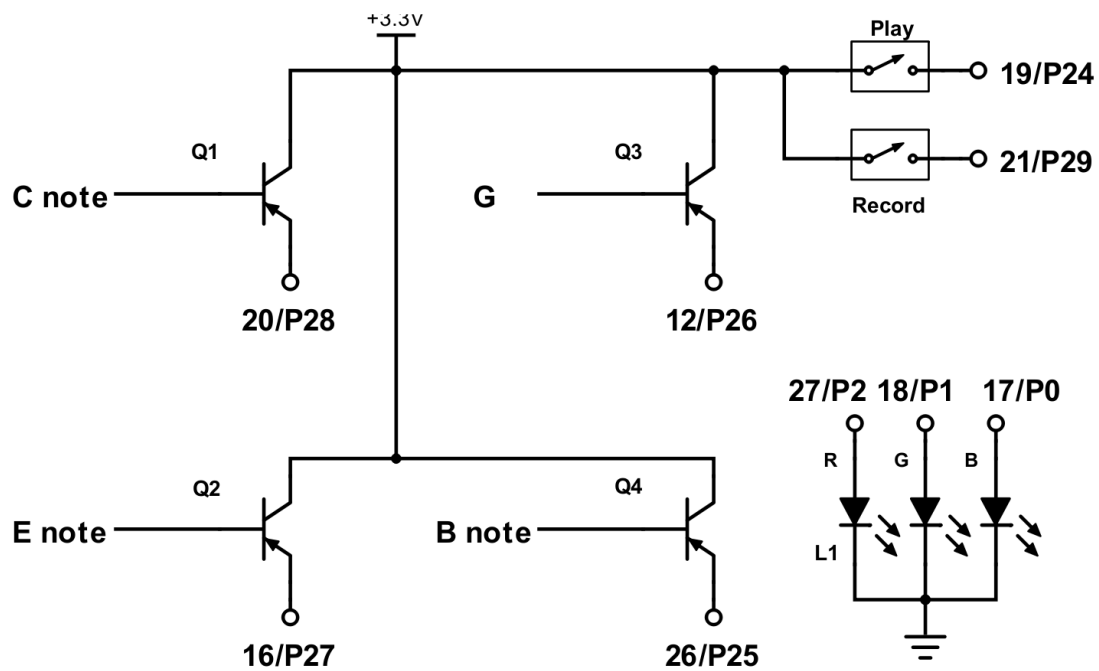 +3.3V
Play
19/P24
Q1
Q3
21/P29
C note
G
Record
20/P28
12/P26
27/P2 18/P1 17/P0
R G B
Q2
Q4
E note
B note
L1
16/P27
26/P25